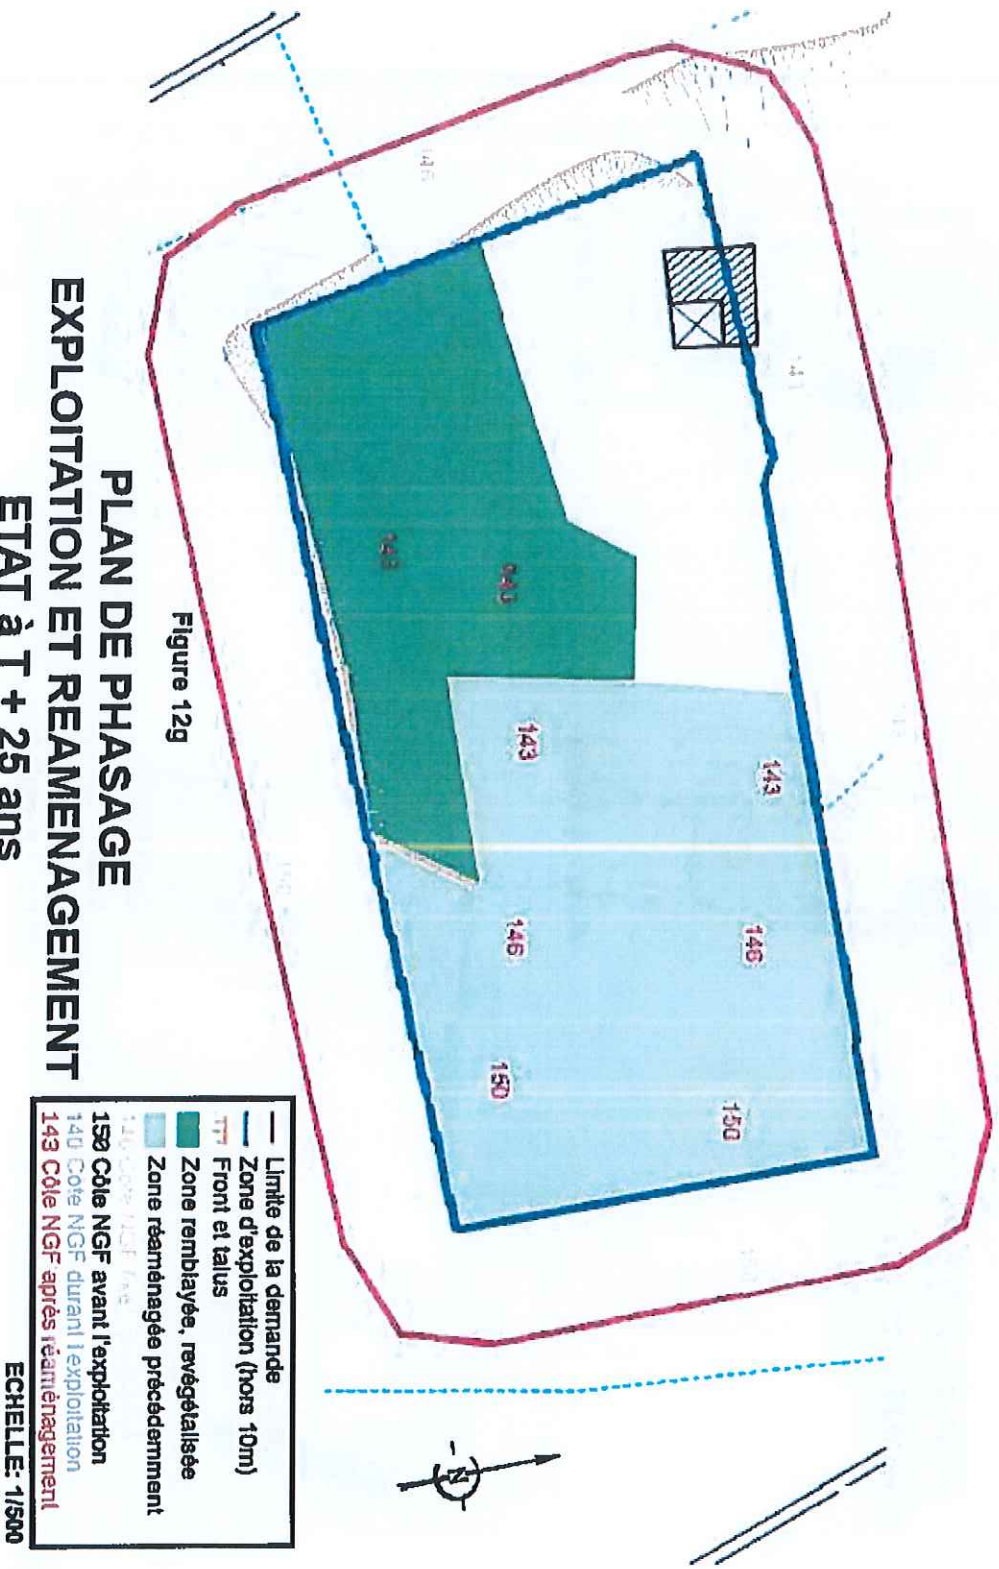 146
143
143
143
146
146
150
150
Figure 12g
PLAN DE PHASAGE
EXPLOITATION ET REAMENAGEMENT
ETAT à T + 25 ans
Limite de la demande
Zone d'exploitation (hors 10m)
Front et talus
Zone remblayée, revégétalisée
Zone réaménagée précédemment
150 Côte NGF avant l'exploitation
140 Côte NGF durant l'exploitation
143 Côte NGF après réaménagement
ECHELLE: 1/500
N